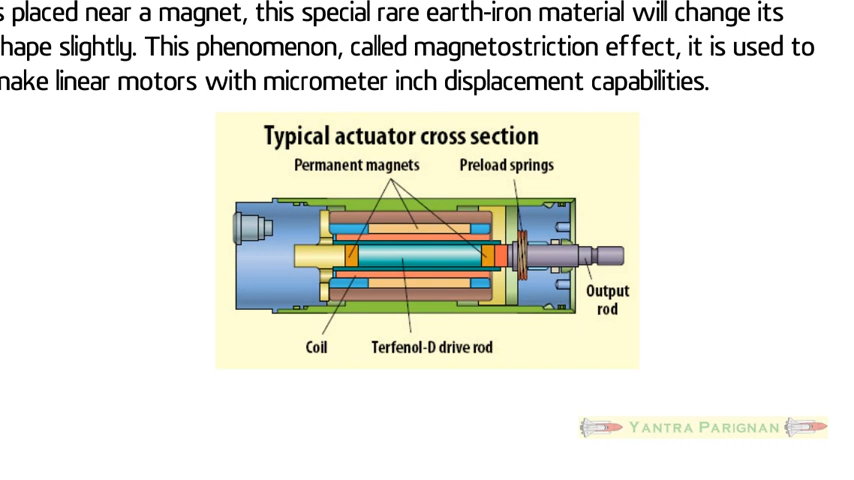 s placed near a magnet, this special rare earth-iron material will change its
hape slightly. This phenomenon, called magnetostriction effect, it is used to
make linear motors with micrometer inch displacement capabilities.
Typical actuator cross section
Permanent magnets Preload springs
Output
rod
Coil Terfenol-D drive rod
YANTRA PARIGNAN